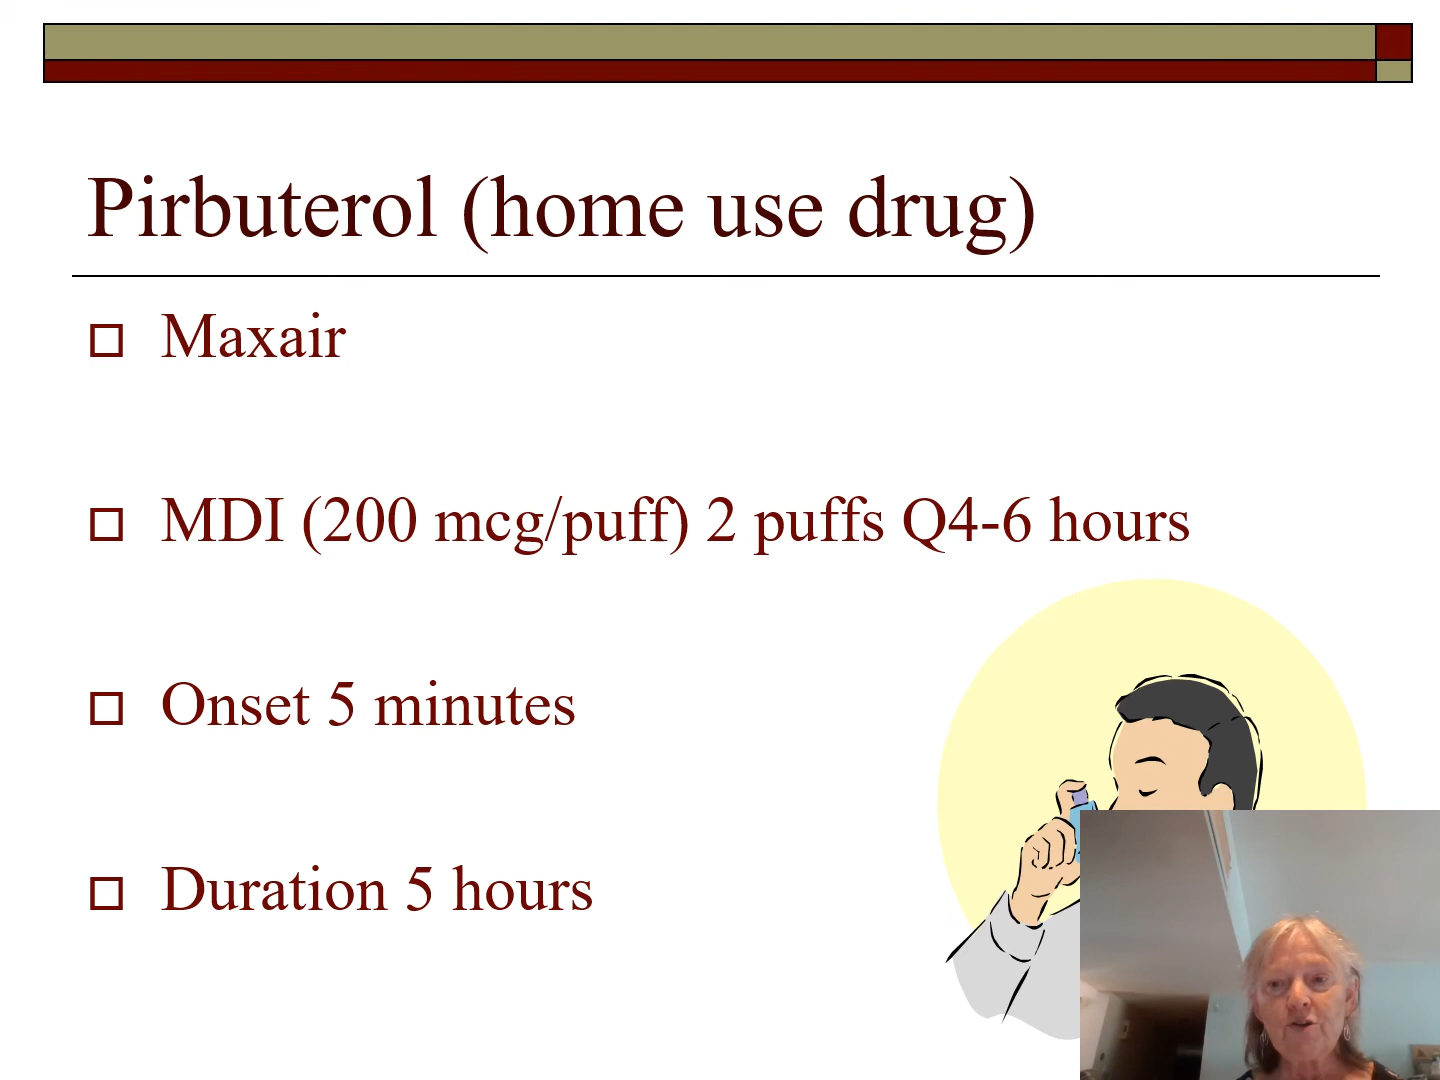 Pirbuterol (home use drug)
Maxair
MDI (200 mcg/puff) 2 puffs Q4-6 hours
Onset 5 minutes
Duration 5 hours